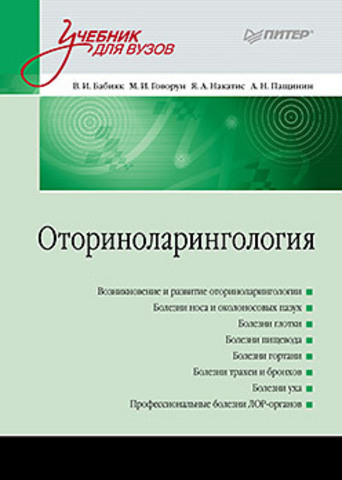 Учебник для вузов
ПИТЕР®
В. И. Бабияк М. И. Говорун Я. А. Накатис А. Н. Пащинин
Оториноларингология
Возникновение и развитие оториноларингологии
Болезни носа и околоносовых пазух
Болезни глотки
Болезни пищевода
Болезни гортани
Болезни трахеи и бронхов
Болезни уха
Профессиональные болезни ЛОР-органов